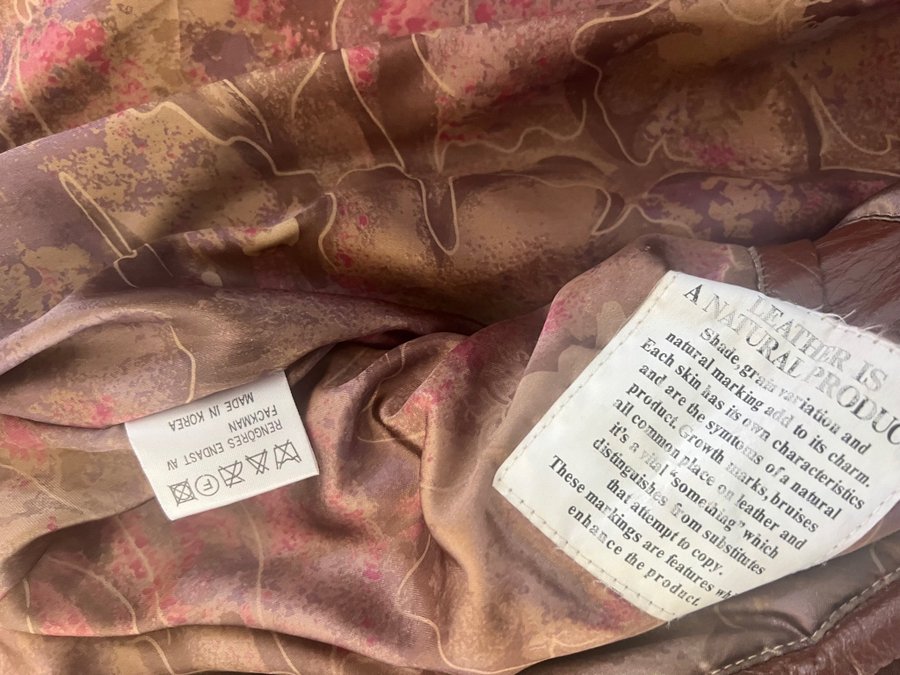 LEATHER IS
A NATURAL PRODUC
Shade, grain variation and
natural marking add to its charm.
Each skin has its own characteristics
and are the symtoms of a natural
product. Growth marks, bruises
all common place on leather and
it's a vital "something" which
distinguishes from substitutes
that attempt to copy.
These markings are features wh
enhance the product.
F
RENGÖRES ENDAST AV
FACKMAN
MADE IN KOREA